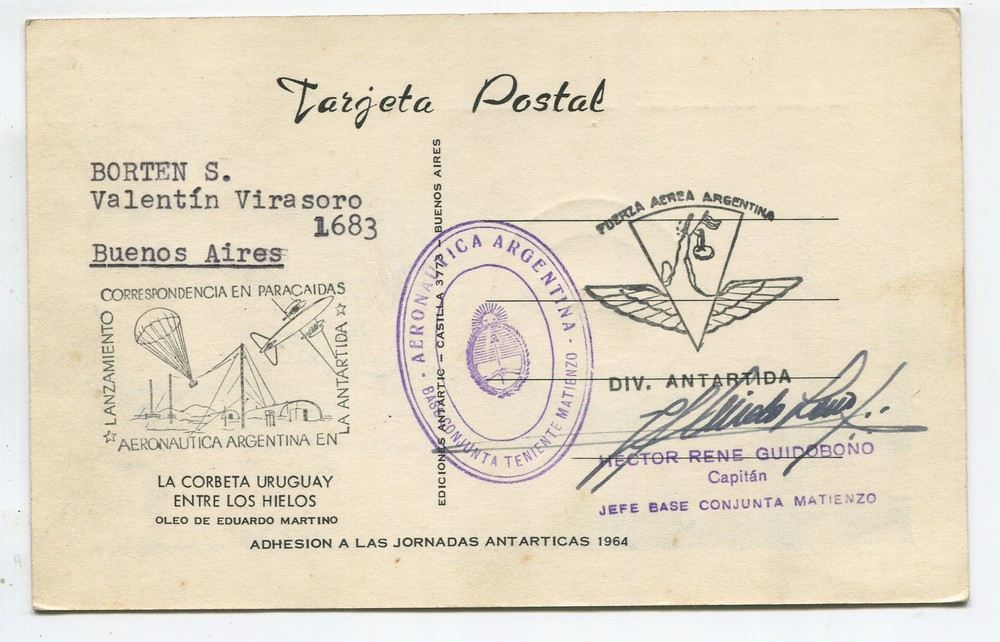 Tarjeta Postal
BORTEN S.
Valentín Virasoro
1683
Buenos Aires
CORRESPONDENCIA EN PARACAIDAS
☆ LANZAMIENTO
LA ANTARTIDA ☆
AERONAUTICA ARGENTINA EN
LA CORBETA URUGUAY
ENTRE LOS HIELOS
OLEO DE EDUARDO MARTINO
ADHESION A LAS JORNADAS ANTARTICAS 1964
EDICIONES ANTARTIC – CASILLA 3773 – BUENOS AIRES
- AERONAUTICA ARGENTINA -
BASE CONJUNTA TENIENTE MATIENZO
FUERZA AEREA ARGENTINA
DIV. ANTARTIDA
HECTOR RENE GUIDOBONO
Capitán
JEFE BASE CONJUNTA MATIENZO